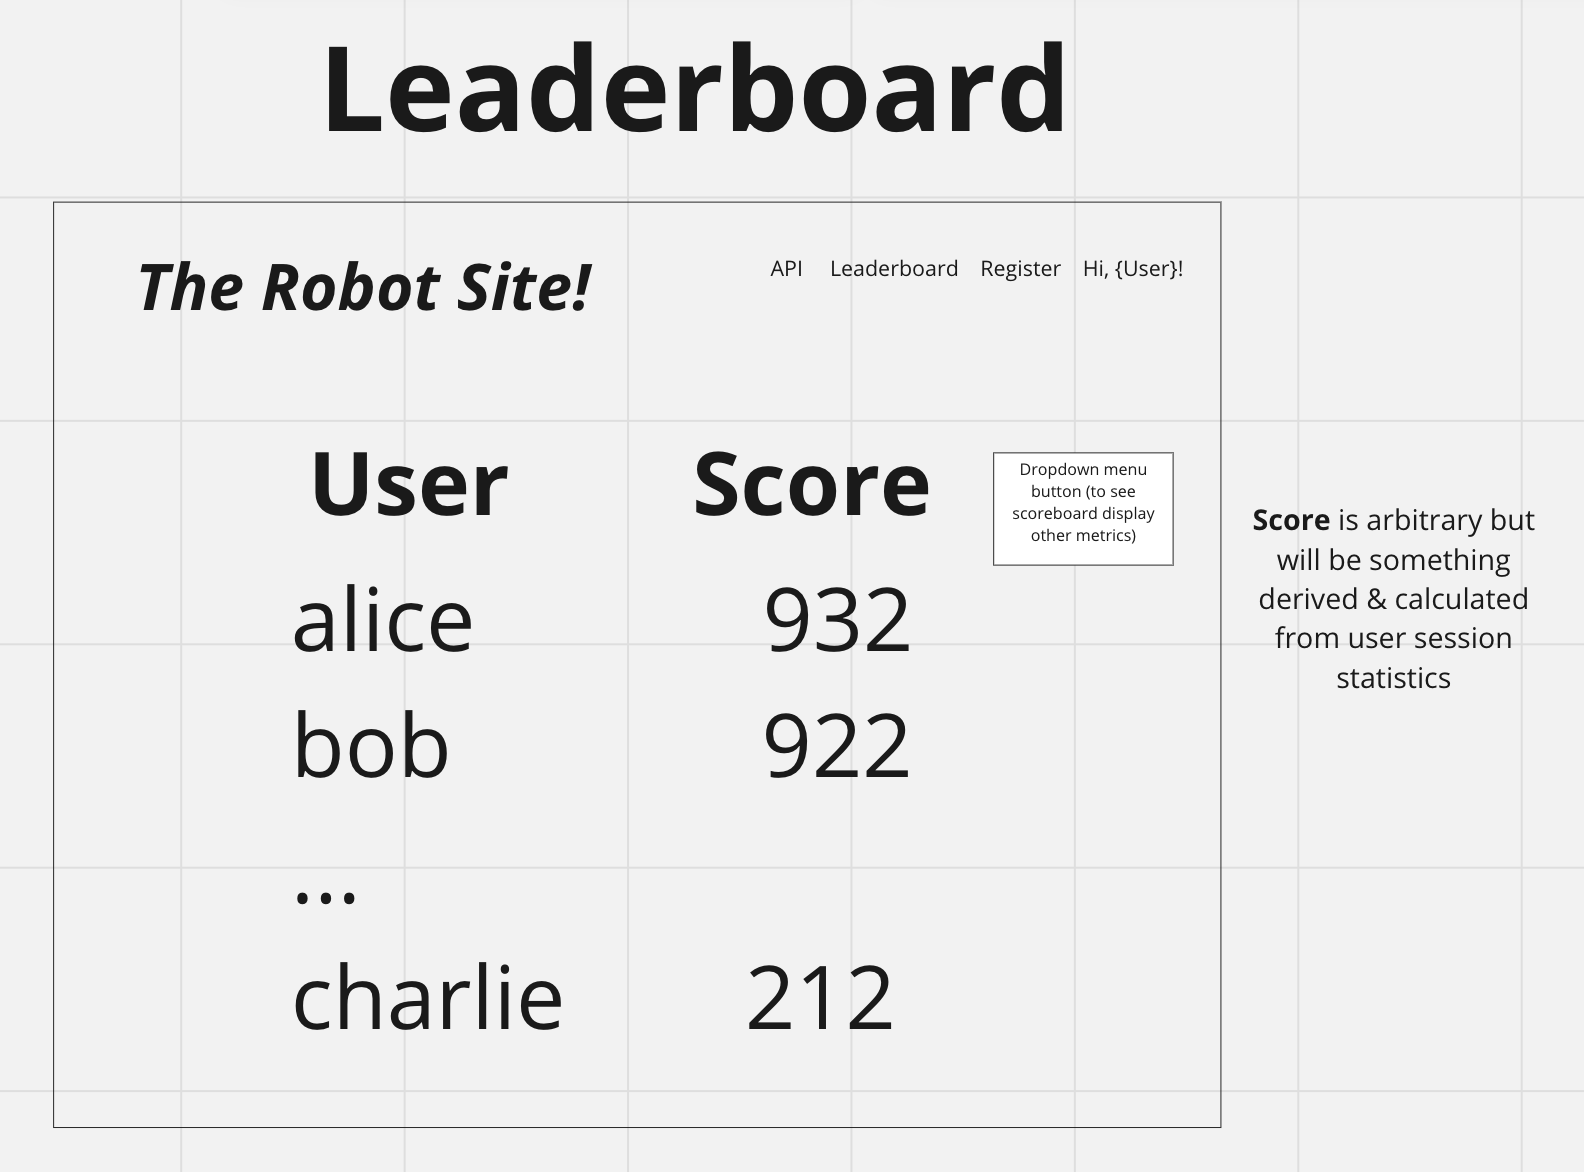 Leaderboard
The Robot Site!
API Leaderboard Register Hi, {User}!
User Score
Dropdown menu
button (to see
scoreboard display
other metrics)
alice 932
bob 922
...
charlie 212
Score is arbitrary but
will be something
derived & calculated
from user session
statistics